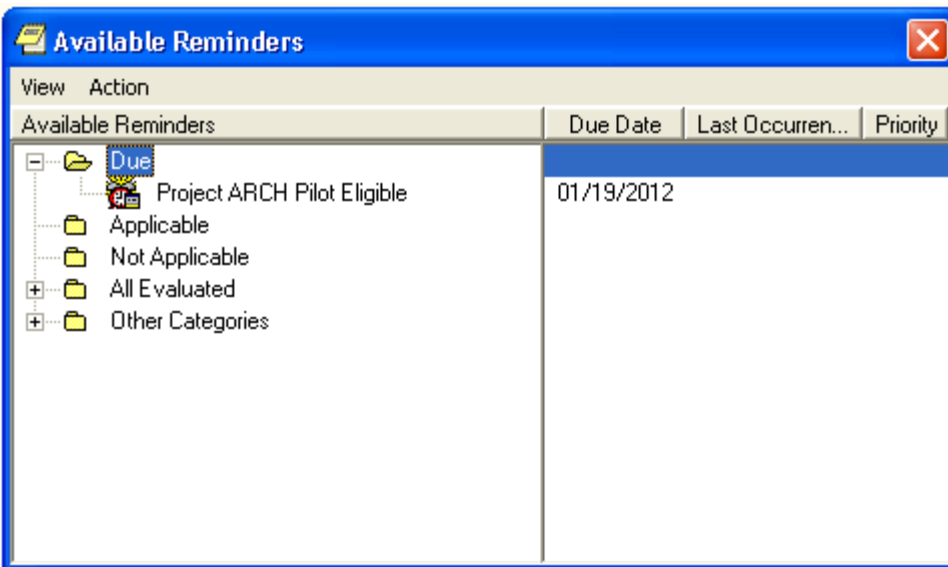 Available Reminders
View Action
Available Reminders Due Date Last Occurren... Priority
Due
Project ARCH Pilot Eligible 01/19/2012
Applicable
Not Applicable
All Evaluated
Other Categories